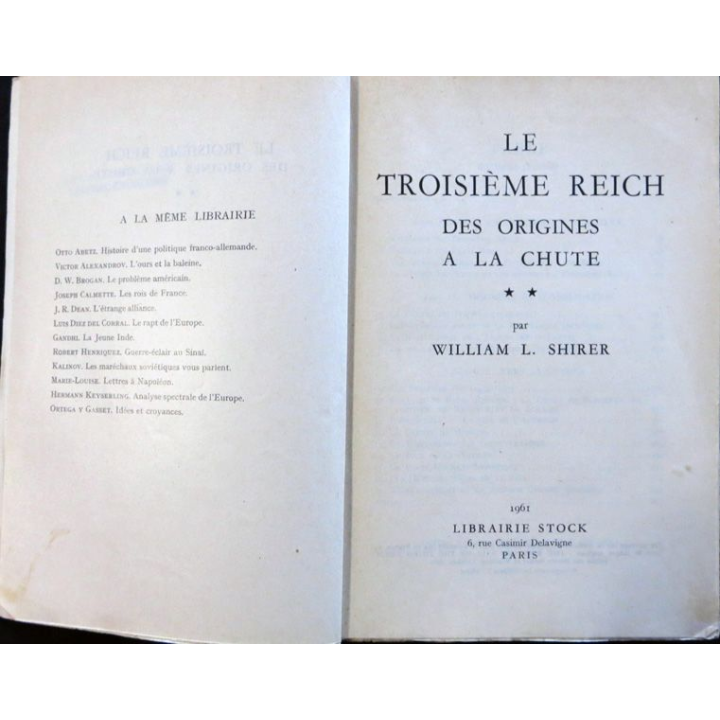 A LA MÊME LIBRAIRIE
OTTO ABETZ. Histoire d'une politique franco-allemande.
VICTOR ALEXANDROV. L'ours et la baleine.
D. W. BROGAN. Le problème américain.
JOSEPH CALMETTE. Les rois de France.
J. R. DEAN. L'étrange alliance.
LUIS DIEZ DEL CORRAL. Le rapt de l'Europe.
GANDHI. La Jeune Inde.
ROBERT HENRIQUEZ. Guerre-éclair au Sinaï.
KALINOV. Les maréchaux soviétiques vous parlent.
MARIE-LOUISE. Lettres à Napoléon.
HERMANN KEYSERLING. Analyse spectrale de l'Europe.
ORTEGA Y GASSET. Idées et croyances.
LE
TROISIÈME REICH
DES ORIGINES
A LA CHUTE
★ ★
par
WILLIAM L. SHIRER
1961
LIBRAIRIE STOCK
6, rue Casimir Delavigne
PARIS